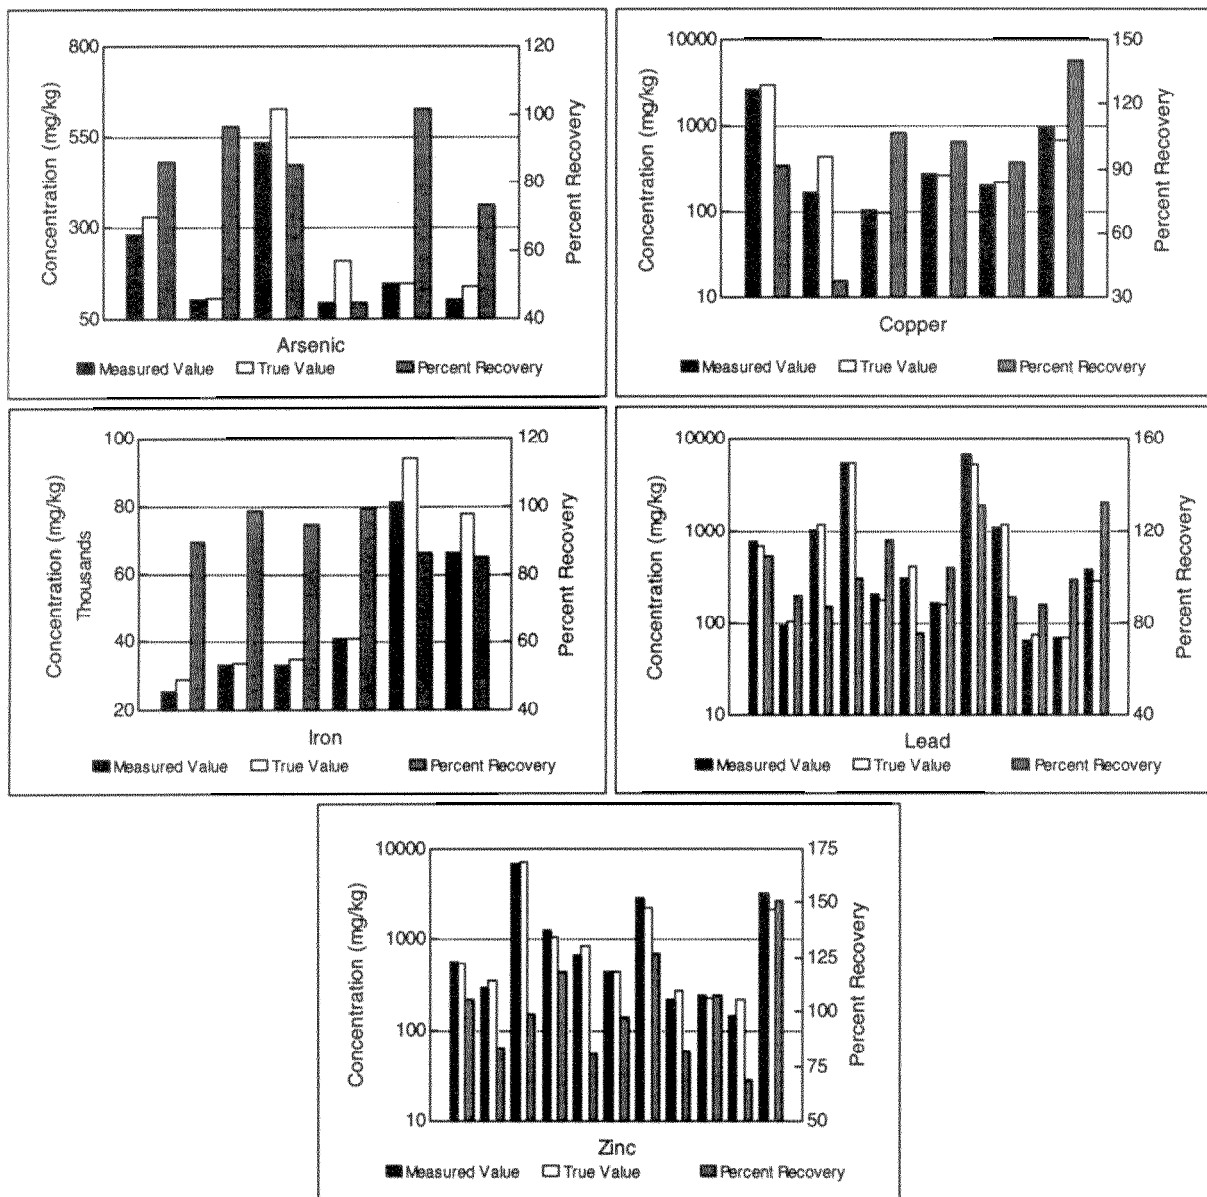 800
550
300
50
Concentration (mg/kg)
120
100
80
60
40
Percent Recovery
Arsenic
Measured Value True Value Percent Recovery
10000
1000
100
10
Concentration (mg/kg)
150
120
90
60
30
Percent Recovery
Copper
Measured Value True Value Percent Recovery
100
80
60
40
20
Concentration (mg/kg)
Thousands
120
100
80
60
40
Percent Recovery
Iron
Measured Value True Value Percent Recovery
10000
1000
100
10
Concentration (mg/kg)
160
120
80
40
Percent Recovery
Lead
Measured Value True Value Percent Recovery
10000
1000
100
10
Concentration (mg/kg)
175
150
125
100
75
50
Percent Recovery
Zinc
Measured Value True Value Percent Recovery